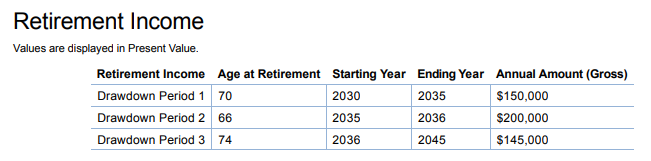 Retirement Income
Values are displayed in Present Value.
Retirement Income Age at Retirement Starting Year Ending Year Annual Amount (Gross)
Drawdown Period 1 70 2030 2035 $150,000
Drawdown Period 2 66 2035 2036 $200,000
Drawdown Period 3 74 2036 2045 $145,000